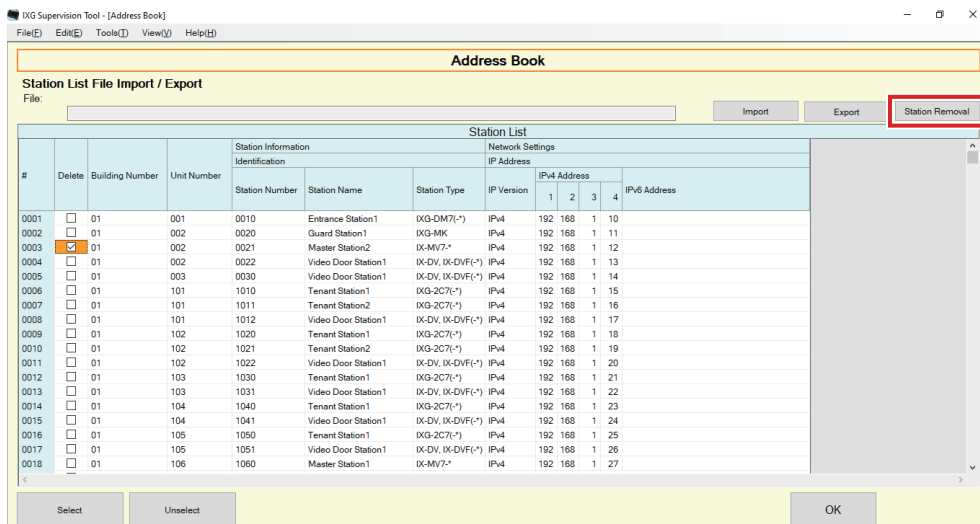 IXG Supervision Tool - [Address Book]
File(F) Edit(E) Tools(T) View(V) Help(H)
Address Book
Station List File Import / Export
File:
Import Export Station Removal
Station List
# Delete Building Number Unit Number Station Information Network Settings
Identification IP Address
Station Number Station Name Station Type IP Version IPv4 Address IPv6 Address
1 2 3 4
0001 01 001 0010 Entrance Station1 IXG-DM7(-*) IPv4 192 168 1 10
0002 01 002 0020 Guard Station1 IXG-MK IPv4 192 168 1 11
0003 01 002 0021 Master Station2 IX-MV7-* IPv4 192 168 1 12
0004 01 002 0022 Video Door Station1 IX-DV, IX-DVF(-*) IPv4 192 168 1 13
0005 01 003 0030 Video Door Station1 IX-DV, IX-DVF(-*) IPv4 192 168 1 14
0006 01 101 1010 Tenant Station1 IXG-2C7(-*) IPv4 192 168 1 15
0007 01 101 1011 Tenant Station2 IXG-2C7(-*) IPv4 192 168 1 16
0008 01 101 1012 Video Door Station1 IX-DV, IX-DVF(-*) IPv4 192 168 1 17
0009 01 102 1020 Tenant Station1 IXG-2C7(-*) IPv4 192 168 1 18
0010 01 102 1021 Tenant Station2 IXG-2C7(-*) IPv4 192 168 1 19
0011 01 102 1022 Video Door Station1 IX-DV, IX-DVF(-*) IPv4 192 168 1 20
0012 01 103 1030 Tenant Station1 IXG-2C7(-*) IPv4 192 168 1 21
0013 01 103 1031 Video Door Station1 IX-DV, IX-DVF(-*) IPv4 192 168 1 22
0014 01 104 1040 Tenant Station1 IXG-2C7(-*) IPv4 192 168 1 23
0015 01 104 1041 Video Door Station1 IX-DV, IX-DVF(-*) IPv4 192 168 1 24
0016 01 105 1050 Tenant Station1 IXG-2C7(-*) IPv4 192 168 1 25
0017 01 105 1051 Video Door Station1 IX-DV, IX-DVF(-*) IPv4 192 168 1 26
0018 01 106 1060 Master Station1 IX-MV7-* IPv4 192 168 1 27
Select Unselect OK